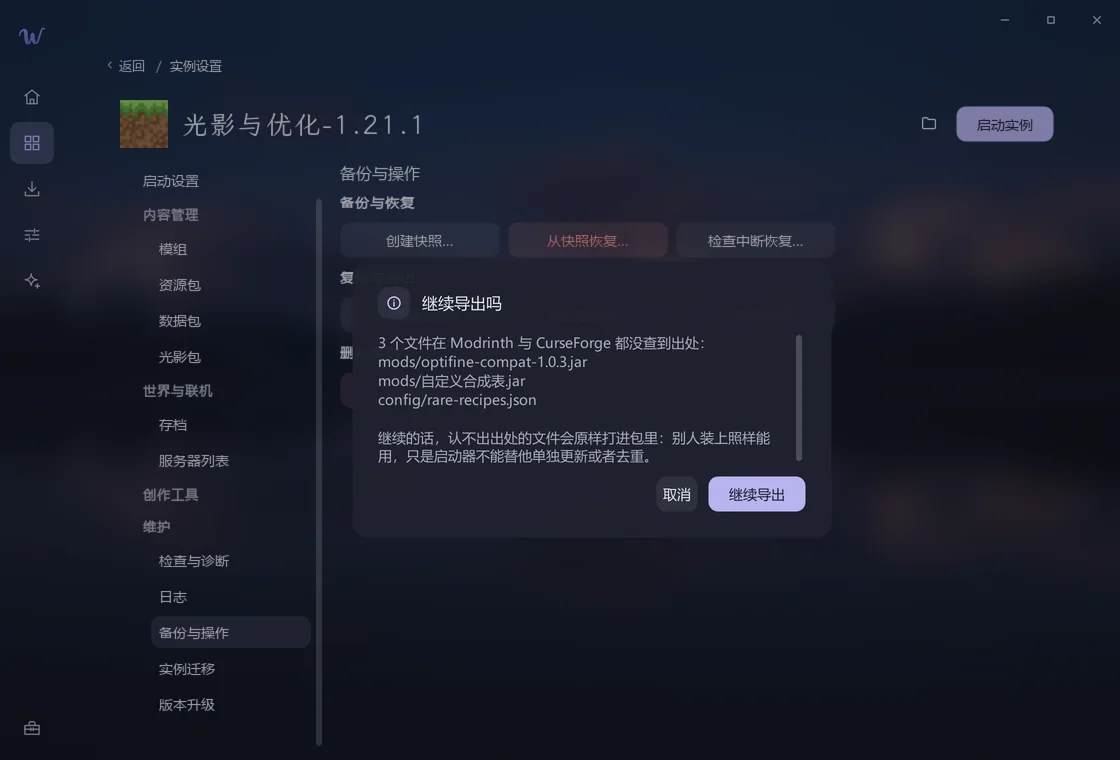 W
返回 / 实例设置
光影与优化-1.21.1
启动实例
启动设置
内容管理
模组
资源包
数据包
光影包
世界与联机
存档
服务器列表
创作工具
维护
检查与诊断
日志
备份与操作
实例迁移
版本升级
备份与操作
备份与恢复
创建快照...
从快照恢复...
检查中断恢复...
复
删
继续导出吗
3 个文件在 Modrinth 与 CurseForge 都没查到出处：
mods/optifine-compat-1.0.3.jar
mods/自定义合成表.jar
config/rare-recipes.json
继续的话，认不出出处的文件会原样打进包里：别人装上照样能
用，只是启动器不能替他单独更新或者去重。
取消
继续导出